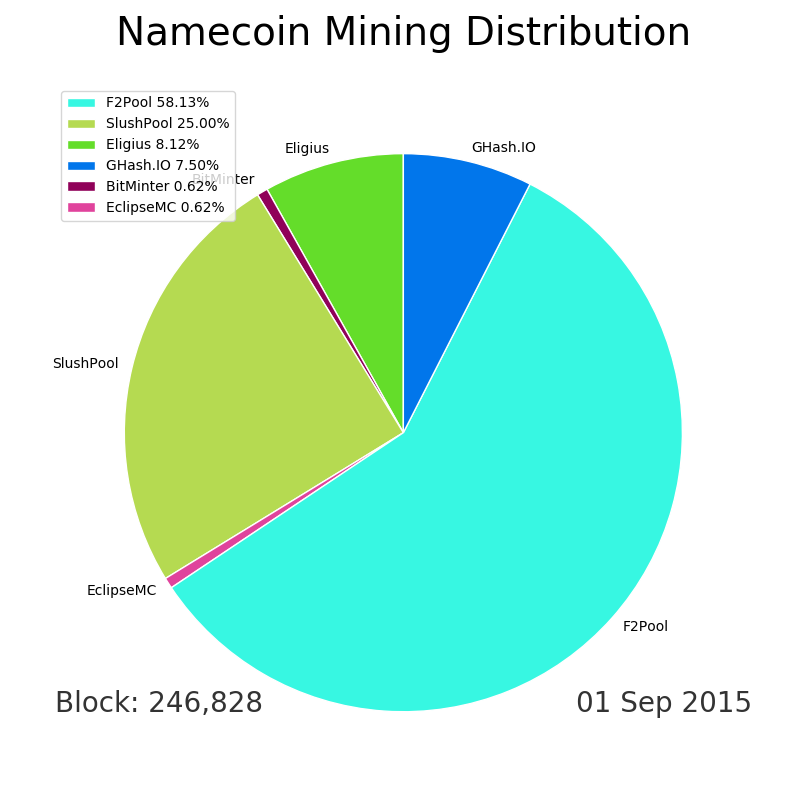 Namecoin Mining Distribution
F2Pool 58.13%
SlushPool 25.00%
Eligius 8.12%
GHash.IO 7.50%
BitMinter 0.62%
EclipseMC 0.62%
Eligius
GHash.IO
BitMinter
SlushPool
EclipseMC
F2Pool
Block: 246,828
01 Sep 2015